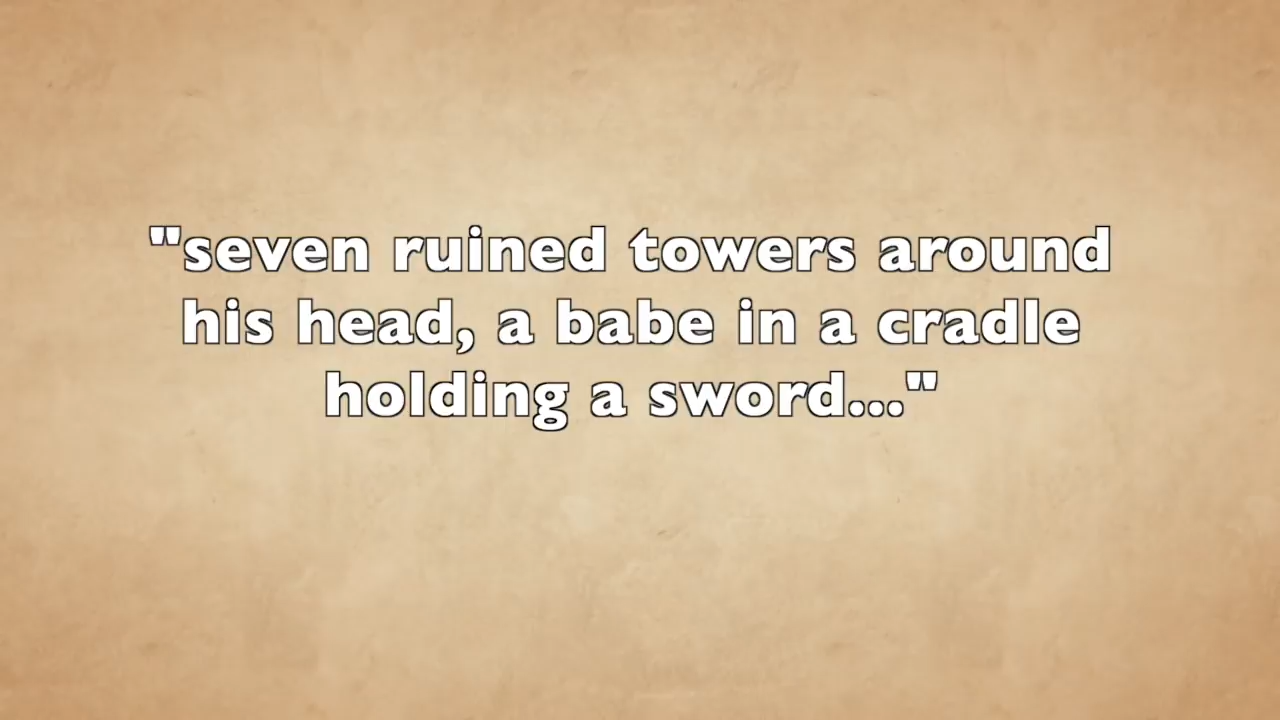 "seven ruined towers around
his head, a babe in a cradle
holding a sword..."